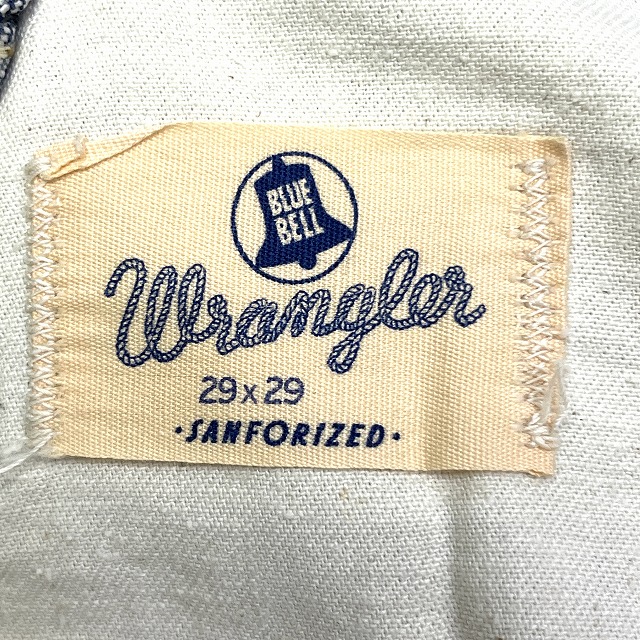 BLUE
BELL
Wrangler
29 x 29
•SANFORIZED•